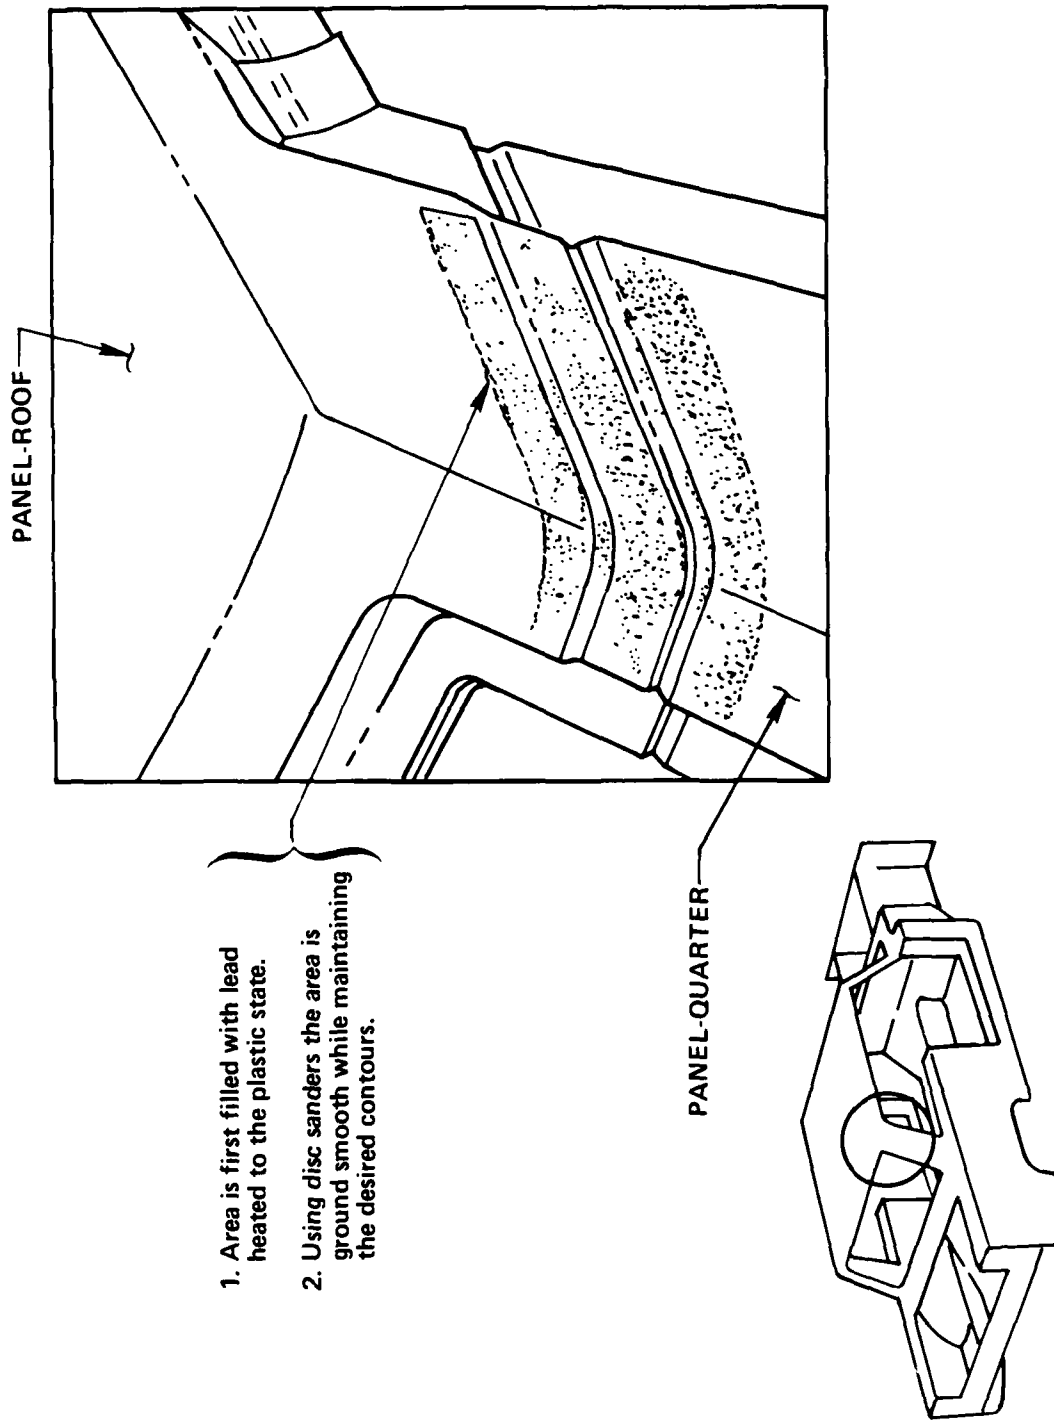 PANEL-ROOF
1. Area is first filled with lead
heated to the plastic state.
2. Using disc sanders the area is
ground smooth while maintaining
the desired contours.
PANEL-QUARTER